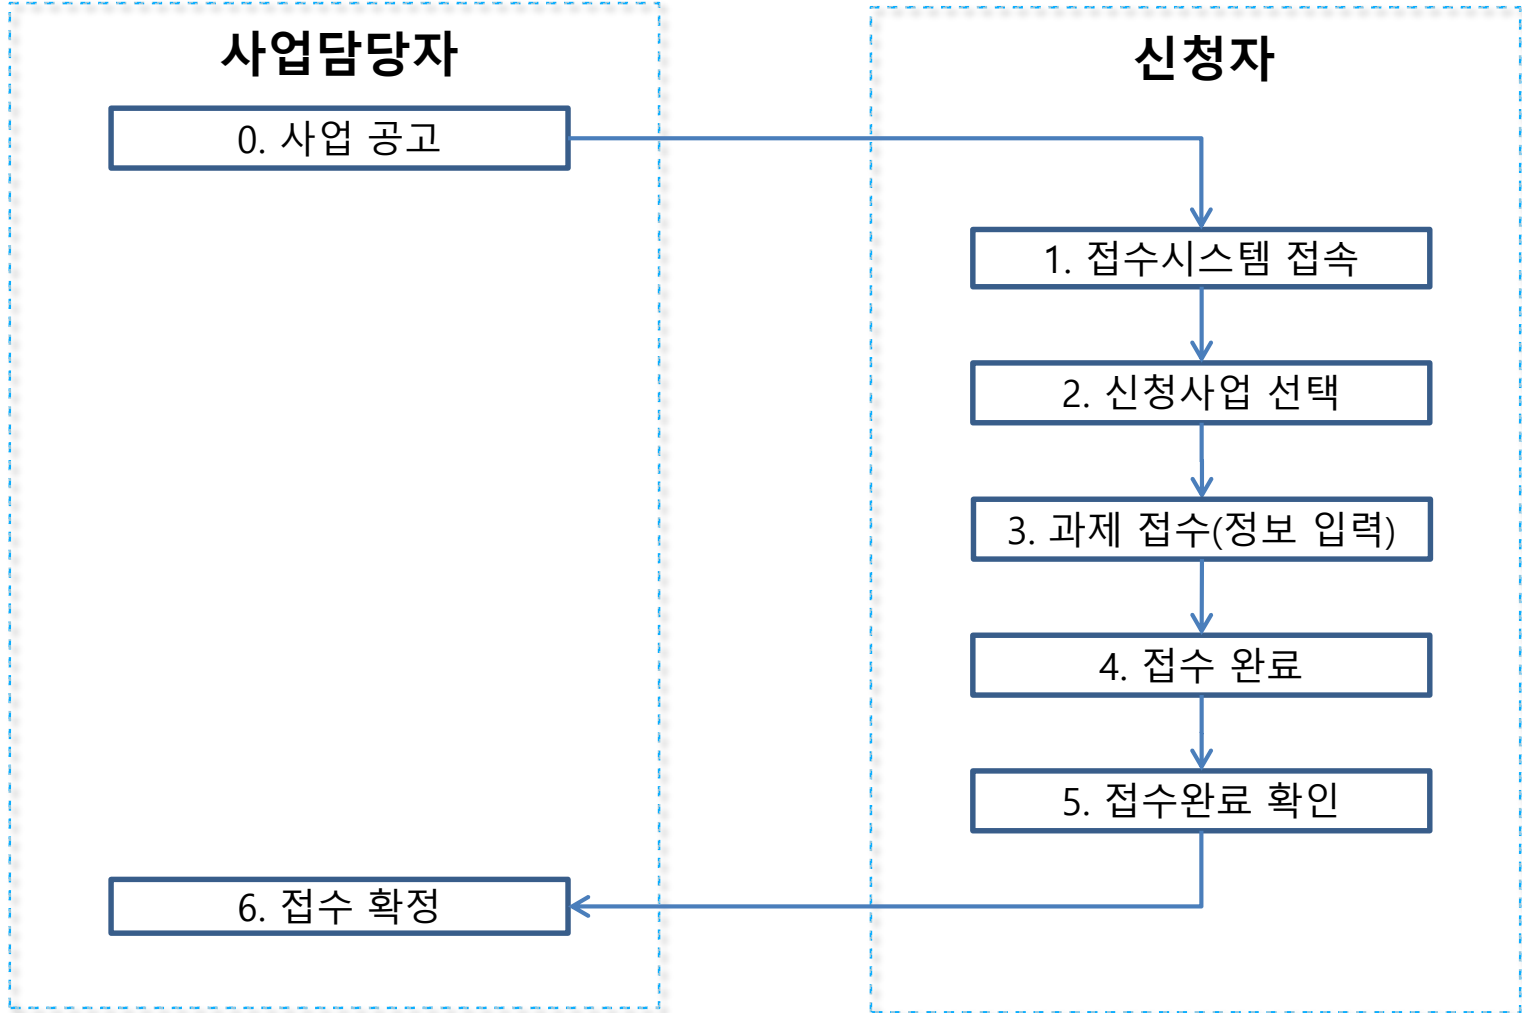 사업담당자
신청자
0. 사업 공고
1. 접수시스템 접속
2. 신청사업 선택
3. 과제 접수(정보 입력)
4. 접수 완료
5. 접수완료 확인
6. 접수 확정